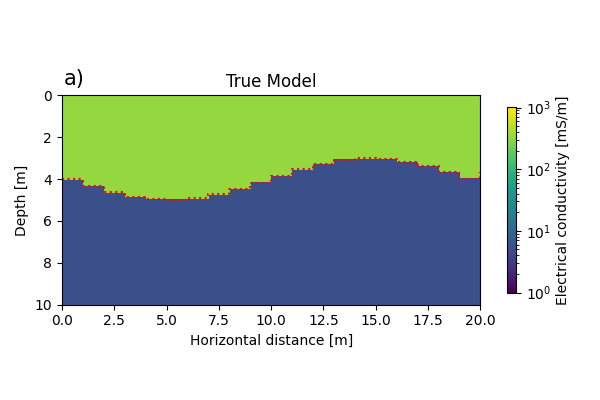 a)
True Model
0
2
4
6
8
10
Depth [m]
0.0 2.5 5.0 7.5 10.0 12.5 15.0 17.5 20.0
Horizontal distance [m]
10³
10²
10¹
10⁰
Electrical conductivity [mS/m]